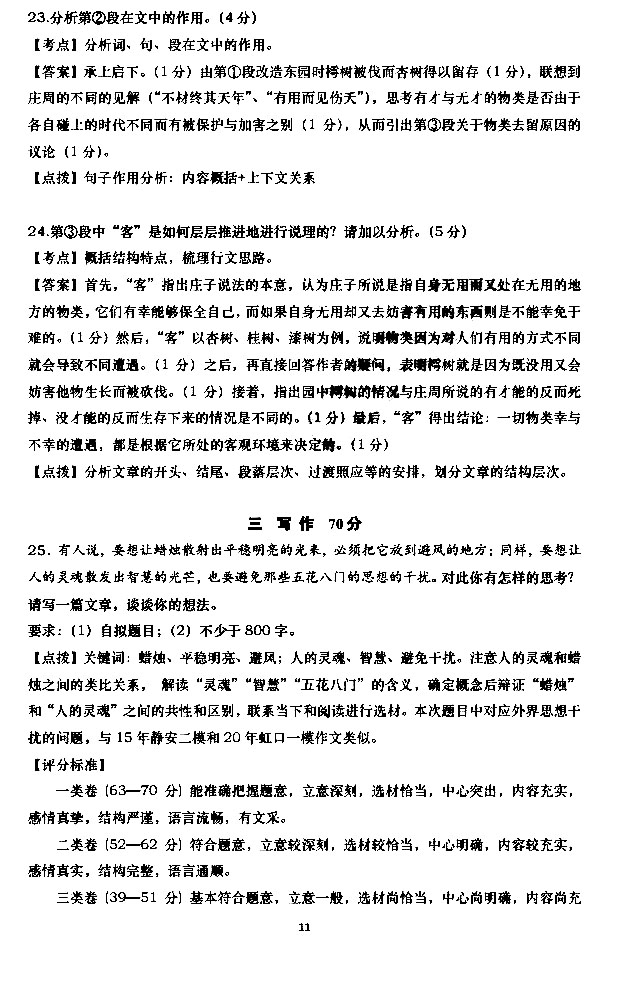 23.分析第②段在文中的作用。(4 分)
【考点】分析词、句、段在文中的作用。
【答案】承上启下。(1 分) 由第①段改造东园时樗树被伐而杏树得以留存 (1 分), 联想到
庄周的不同的见解 (“不材终其天年”、“有用而见伤夭”), 思考有才与无才的物类是否由于
各自碰上的时代不同而有被保护与加害之别 (1 分), 从而引出第③段关于物类去留原因的
议论 (1 分)。
【点拨】句子作用分析: 内容概括+上下文关系
24.第③段中“客”是如何层层推进地进行说理的? 请加以分析。(5 分)
【考点】概括结构特点, 梳理行文思路。
【答案】首先, “客”指出庄子说法的本意, 认为庄子所说是指自身无用而又处在无用的地
方的物类, 它们有幸能够保全自己, 而如果自身无用却又去妨害有用的东西则是不能幸免于
难的。(1 分) 然后, “客”以杏树、桂树、漆树为例, 说明物类因为对人们有用的方式不同
就会导致不同遭遇。(1 分) 之后, 再直接回答作者的疑问, 表明樗树就是因为既没用又会
妨害他物生长而被砍伐。(1 分) 接着, 指出园中樗树的情况与庄周所说的有才能的反而死
掉、没才能的反而生存下来的情况是不同的。(1 分) 最后, “客”得出结论: 一切物类幸与
不幸的遭遇, 都是根据它所处的客观环境来决定的。(1 分)
【点拨】分析文章的开头、结尾、段落层次、过渡照应等的安排, 划分文章的结构层次。
三 写 作 70 分
25. 有人说, 要想让蜡烛散射出平稳明亮的光来, 必须把它放到避风的地方; 同样, 要想让
人的灵魂散发出智慧的光芒, 也要避免那些五花八门的思想的干扰。对此你有怎样的思考?
请写一篇文章, 谈谈你的想法。
要求: (1) 自拟题目; (2) 不少于 800 字。
【点拨】关键词: 蜡烛、平稳明亮、避风; 人的灵魂、智慧、避免干扰。注意人的灵魂和蜡
烛之间的类比关系, 解读“灵魂”“智慧”“五花八门”的含义, 确定概念后辩证“蜡烛”
和“人的灵魂”之间的共性和区别, 联系当下和阅读进行选材。本次题目中对应外界思想干
扰的问题, 与 15 年静安二模和 20 年虹口一模作文类似。
【评分标准】
一类卷 (63—70 分) 能准确把握题意, 立意深刻, 选材恰当, 中心突出, 内容充实,
感情真挚, 结构严谨, 语言流畅, 有文采。
二类卷 (52—62 分) 符合题意, 立意较深刻, 选材较恰当, 中心明确, 内容较充实,
感情真实, 结构完整, 语言通顺。
三类卷 (39—51 分) 基本符合题意, 立意一般, 选材尚恰当, 中心尚明确, 内容尚充
11